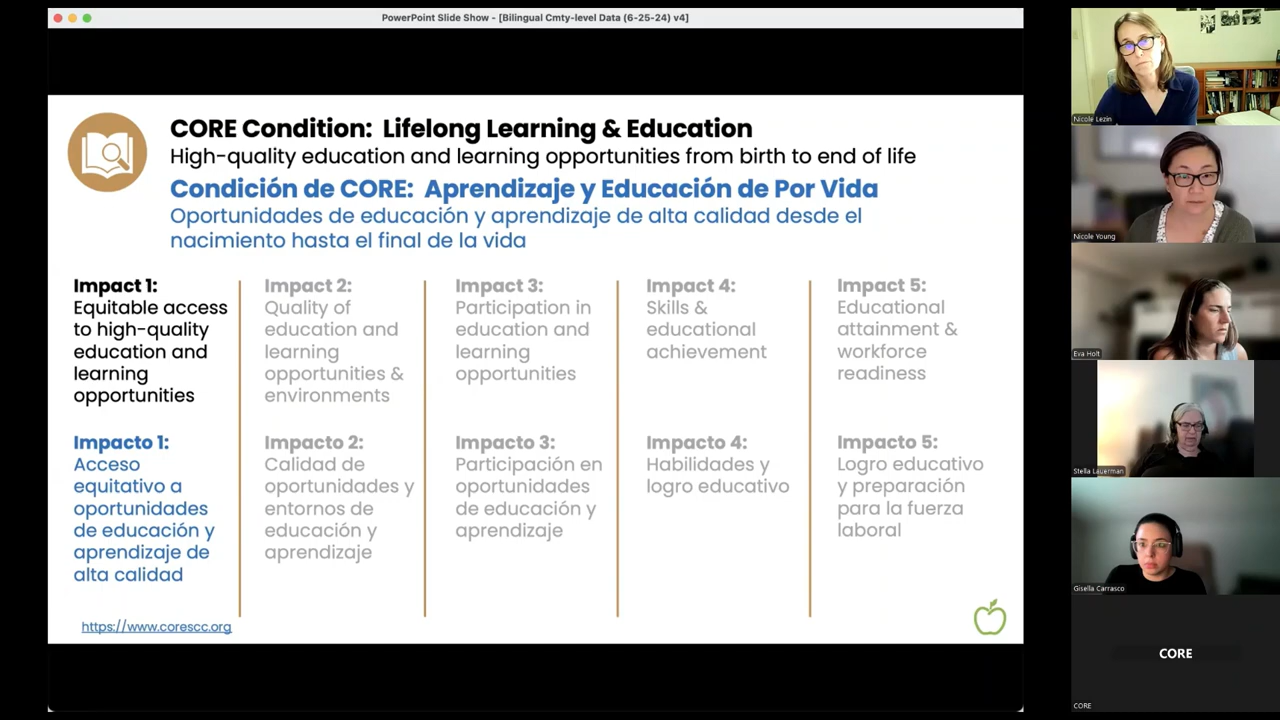 PowerPoint Slide Show - [Bilingual Cmty-level Data (6-25-24) v4]
CORE Condition: Lifelong Learning & Education
High-quality education and learning opportunities from birth to end of life
Condición de CORE: Aprendizaje y Educación de Por Vida
Oportunidades de educación y aprendizaje de alta calidad desde el
nacimiento hasta el final de la vida
Impact 1:
Equitable access
to high-quality
education and
learning
opportunities
Impacto 1:
Acceso
equitativo a
oportunidades
de educación y
aprendizaje de
alta calidad
Impact 2:
Quality of
education and
learning
opportunities &
environments
Impacto 2:
Calidad de
oportunidades y
entornos de
educación y
aprendizaje
Impact 3:
Participation in
education and
learning
opportunities
Impacto 3:
Participación en
oportunidades
de educación y
aprendizaje
Impact 4:
Skills &
educational
achievement
Impacto 4:
Habilidades y
logro educativo
Impact 5:
Educational
attainment &
workforce
readiness
Impacto 5:
Logro educativo
y preparación
para la fuerza
laboral
https://www.corescc.org
Nicole Lezin
Nicole Young
Eva Holt
Stella Lauerman
Gisella Carrasco
CORE
CORE